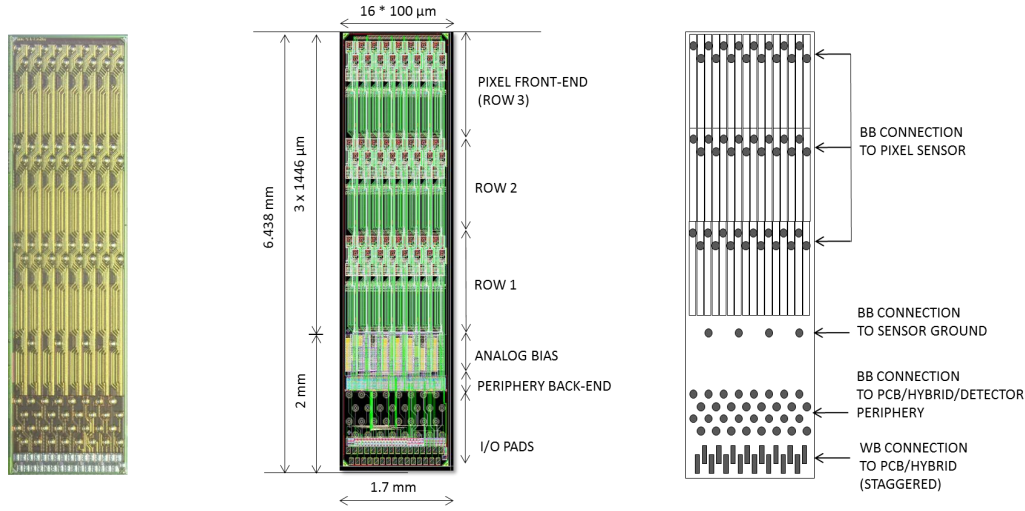 16 * 100 µm
PIXEL FRONT-END
(ROW 3)
ROW 2
ROW 1
ANALOG BIAS
PERIPHERY BACK-END
I/O PADS
6.438 mm
3 x 1446 µm
2 mm
1.7 mm
BB CONNECTION
TO PIXEL SENSOR
BB CONNECTION
TO SENSOR GROUND
BB CONNECTION
TO PCB/HYBRID/DETECTOR
PERIPHERY
WB CONNECTION
TO PCB/HYBRID
(STAGGERED)